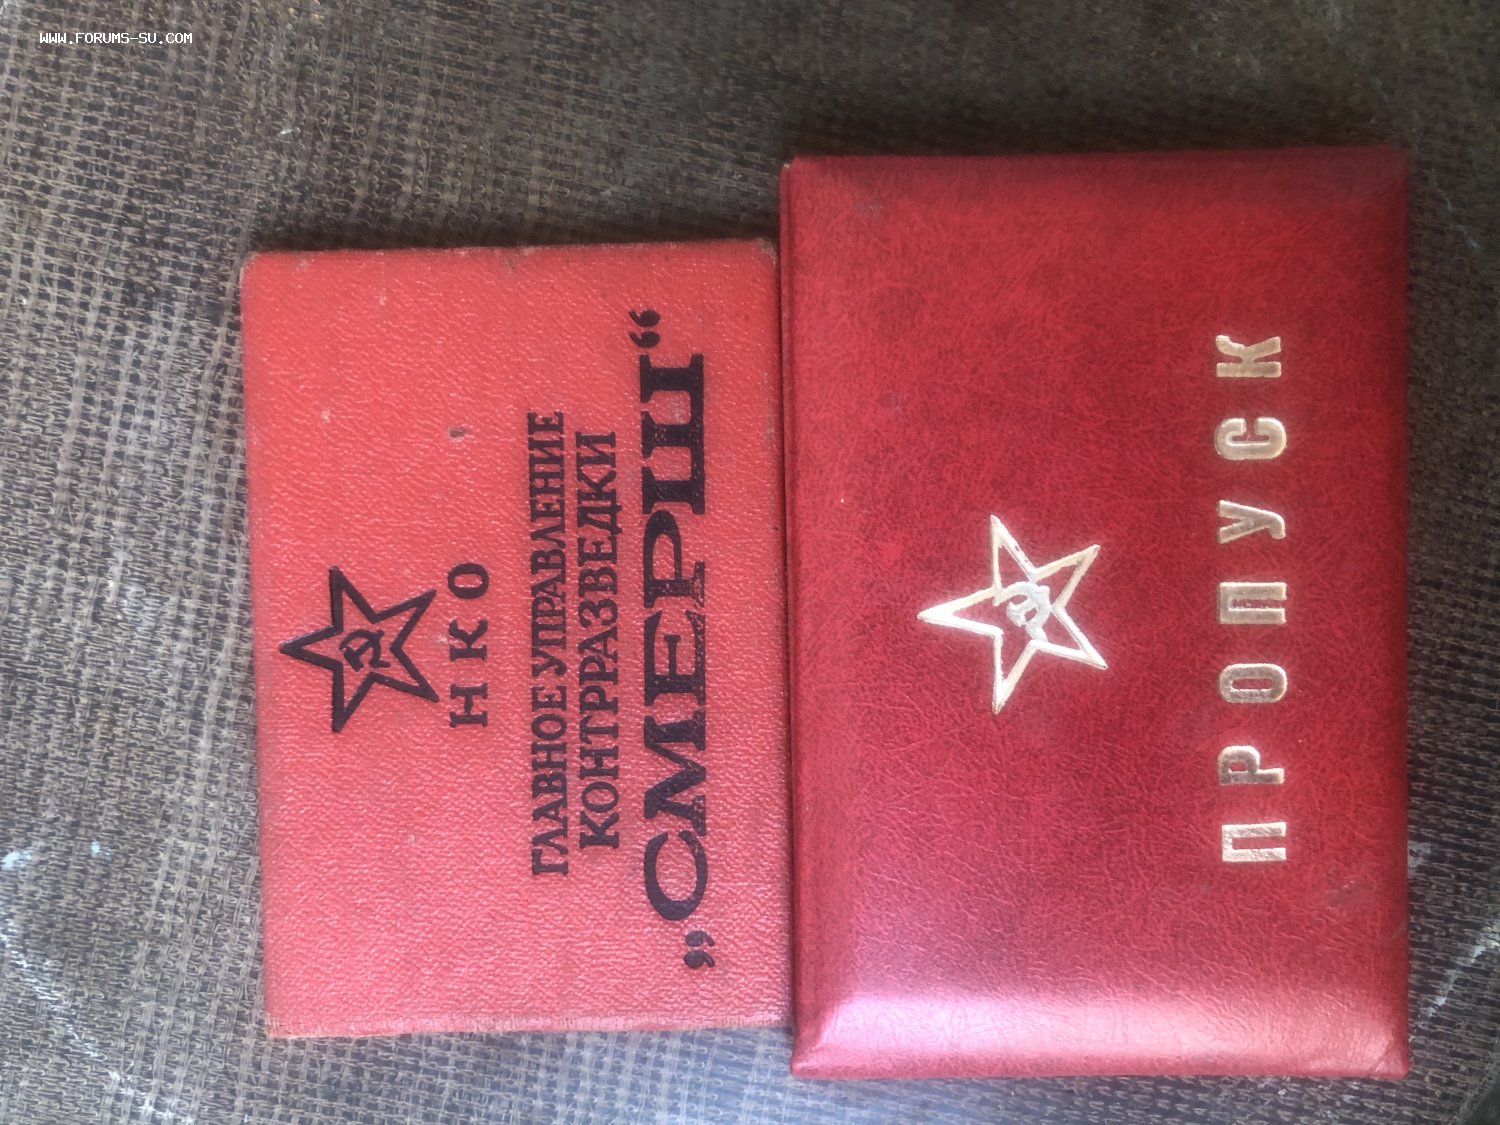 WWW.FORUMS-SU.COM
НКО
ГЛАВНОЕ УПРАВЛЕНИЕ
КОНТРРАЗВЕДКИ
„СМЕРШ“
ПРОПУСК